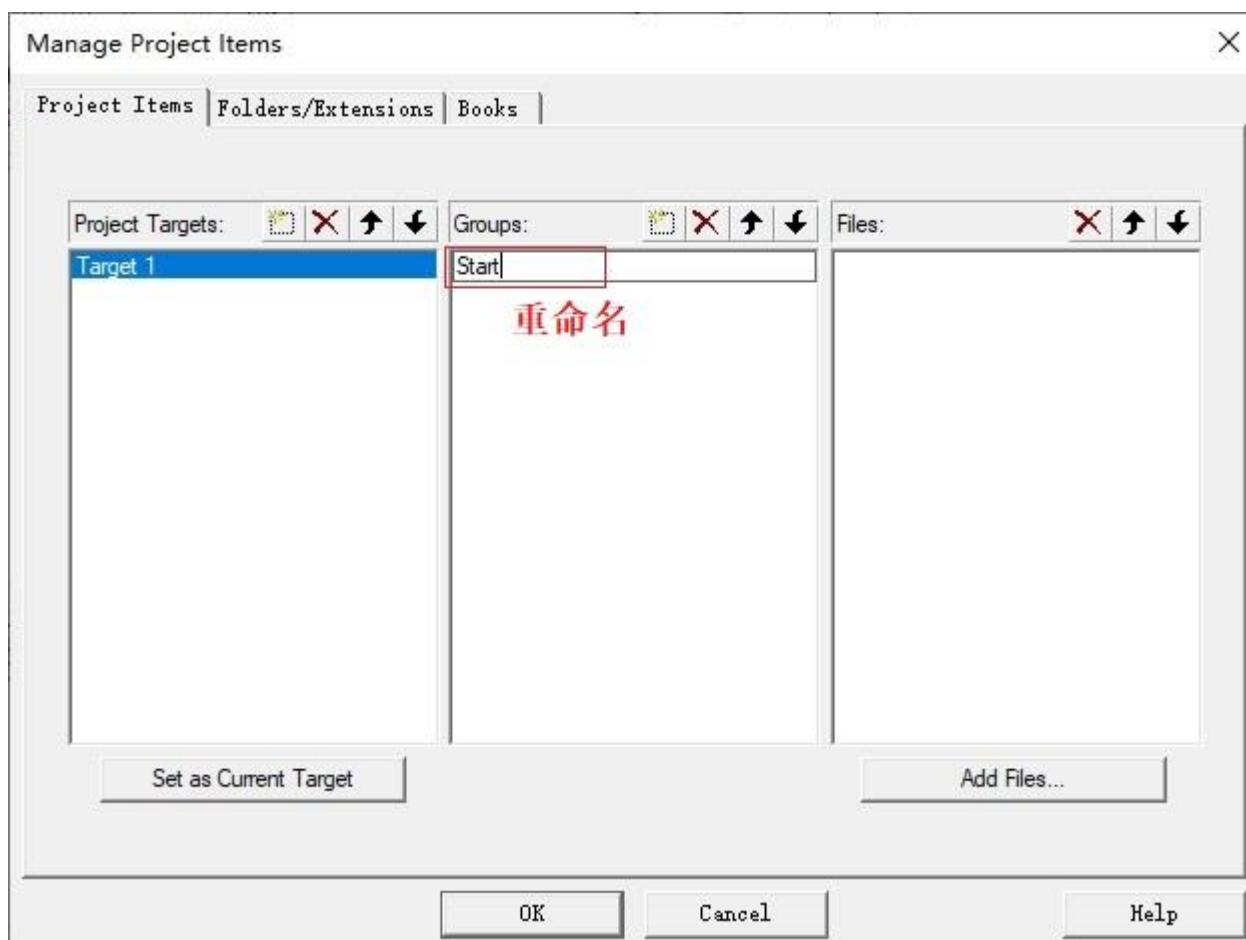 Manage Project Items
Project Items Folders/Extensions Books
Project Targets: Groups: Files:
Target 1 Start
重命名
Set as Current Target Add Files...
OK Cancel Help